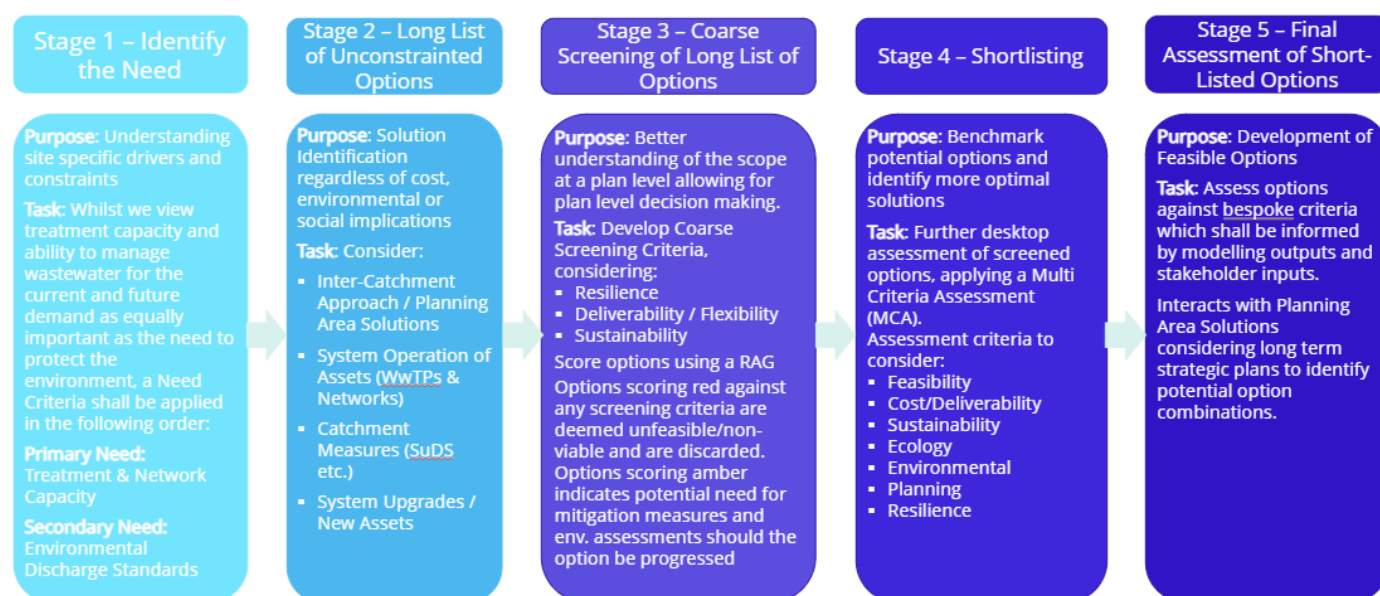 Stage 1 – Identify
the Need
Purpose: Understanding
site specific drivers and
constraints
Task: Whilst we view
treatment capacity and
ability to manage
wastewater for the
current and future
demand as equally
important as the need to
protect the
environment, a Need
Criteria shall be applied
in the following order:
Primary Need:
Treatment & Network
Capacity
Secondary Need:
Environmental
Discharge Standards
Stage 2 – Long List
of Unconstrainted
Options
Purpose: Solution
Identification
regardless of cost,
environmental or
social implications
Task: Consider:
▪ Inter-Catchment
Approach / Planning
Area Solutions
▪ System Operation of
Assets (WwTPs &
Networks)
▪ Catchment
Measures (SuDS
etc.)
▪ System Upgrades /
New Assets
Stage 3 – Coarse
Screening of Long List of
Options
Purpose: Better
understanding of the scope
at a plan level allowing for
plan level decision making.
Task: Develop Coarse
Screening Criteria,
considering:
▪ Resilience
▪ Deliverability / Flexibility
▪ Sustainability
Score options using a RAG
Options scoring red against
any screening criteria are
deemed unfeasible/non-
viable and are discarded.
Options scoring amber
indicates potential need for
mitigation measures and
env. assessments should the
option be progressed
Stage 4 – Shortlisting
Purpose: Benchmark
potential options and
identify more optimal
solutions
Task: Further desktop
assessment of screened
options, applying a Multi
Criteria Assessment
(MCA).
Assessment criteria to
consider:
▪ Feasibility
▪ Cost/Deliverability
▪ Sustainability
▪ Ecology
▪ Environmental
▪ Planning
▪ Resilience
Stage 5 – Final
Assessment of Short-
Listed Options
Purpose: Development of
Feasible Options
Task: Assess options
against bespoke criteria
which shall be informed
by modelling outputs and
stakeholder inputs.
Interacts with Planning
Area Solutions
considering long term
strategic plans to identify
potential option
combinations.